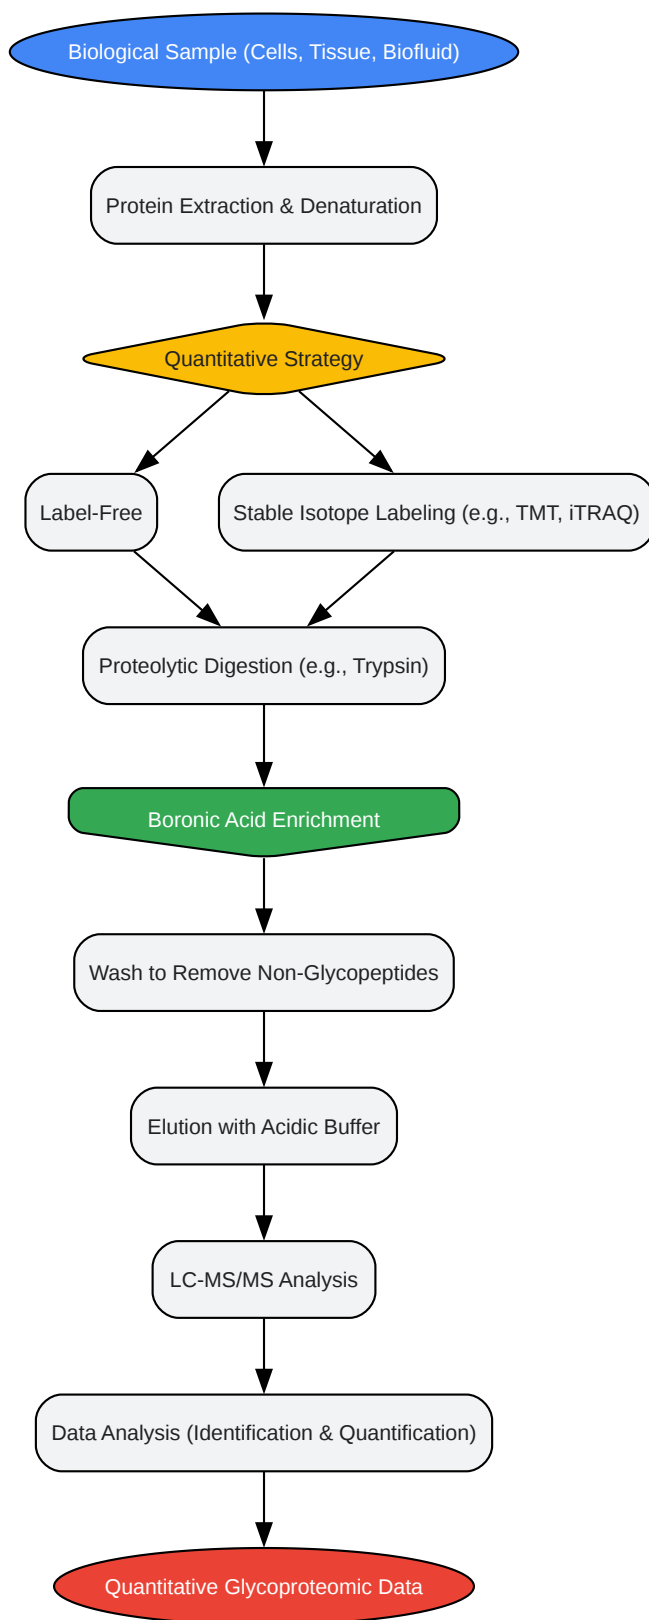 Biological Sample (Cells, Tissue, Biofluid)
Protein Extraction & Denaturation
Quantitative Strategy
Label-Free
Stable Isotope Labeling (e.g., TMT, iTRAQ)
Proteolytic Digestion (e.g., Trypsin)
Boronic Acid Enrichment
Wash to Remove Non-Glycopeptides
Elution with Acidic Buffer
LC-MS/MS Analysis
Data Analysis (Identification & Quantification)
Quantitative Glycoproteomic Data